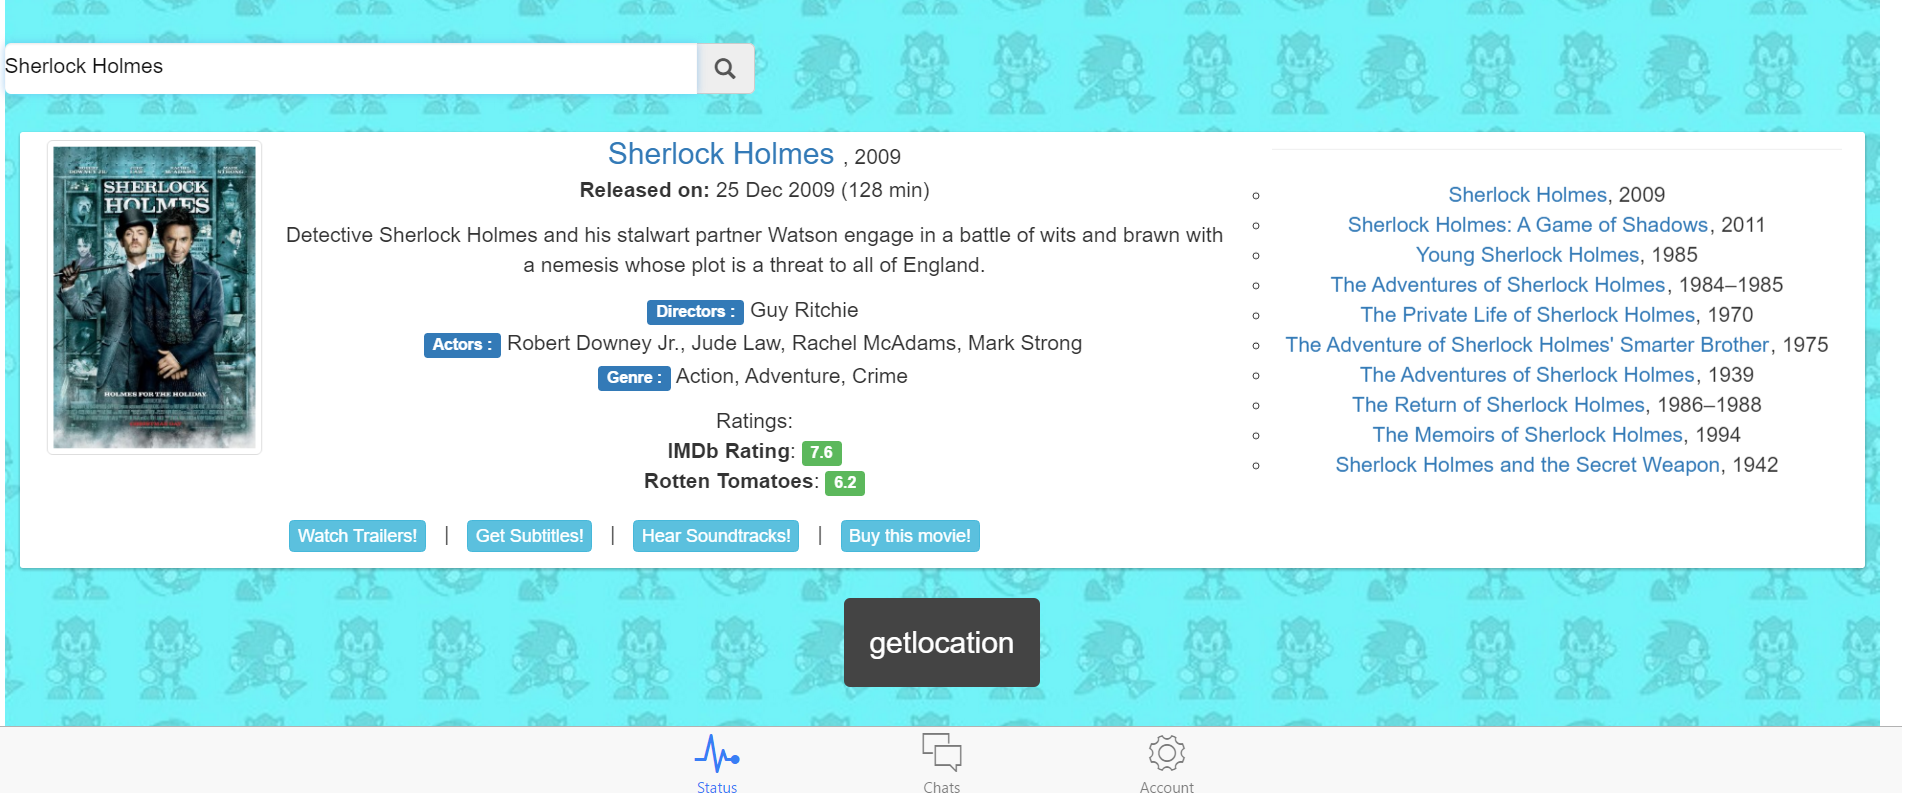 Sherlock Holmes
SHERLOCK
HOLMES
HOLMES FOR THE HOLIDAY
Sherlock Holmes , 2009
Released on: 25 Dec 2009 (128 min)
Detective Sherlock Holmes and his stalwart partner Watson engage in a battle of wits and brawn with
a nemesis whose plot is a threat to all of England.
Directors : Guy Ritchie
Actors : Robert Downey Jr., Jude Law, Rachel McAdams, Mark Strong
Genre : Action, Adventure, Crime
Ratings:
IMDb Rating: 7.6
Rotten Tomatoes: 6.2
Watch Trailers! | Get Subtitles! | Hear Soundtracks! | Buy this movie!
Sherlock Holmes, 2009
Sherlock Holmes: A Game of Shadows, 2011
Young Sherlock Holmes, 1985
The Adventures of Sherlock Holmes, 1984–1985
The Private Life of Sherlock Holmes, 1970
The Adventure of Sherlock Holmes' Smarter Brother, 1975
The Adventures of Sherlock Holmes, 1939
The Return of Sherlock Holmes, 1986–1988
The Memoirs of Sherlock Holmes, 1994
Sherlock Holmes and the Secret Weapon, 1942
getlocation
Status
Chats
Account